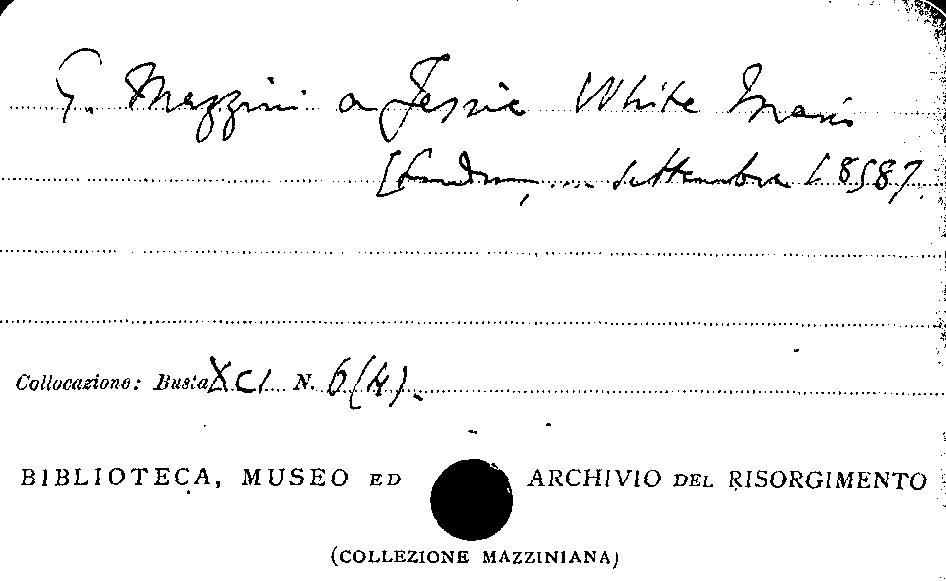 G. Mazzini a Jessie White Mario
[Londra, ... settembre 1858].
Collocazione: Busta XCI N. 6(4).
BIBLIOTECA, MUSEO ED ARCHIVIO DEL RISORGIMENTO
(COLLEZIONE MAZZINIANA)